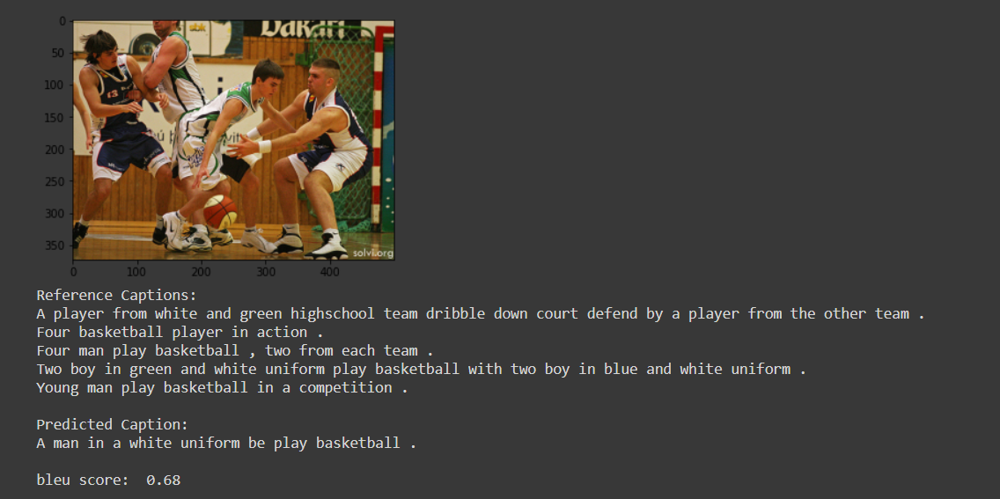 0
sbk
Dakar
50
100
13
150
200
250
300
350
solvi.org
0
100
200
300
400
Reference Captions:
A player from white and green highschool team dribble down court defend by a player from the other team .
Four basketball player in action .
Four man play basketball , two from each team .
Two boy in green and white uniform play basketball with two boy in blue and white uniform .
Young man play basketball in a competition .
Predicted Caption:
A man in a white uniform be play basketball .
bleu score:  0.68